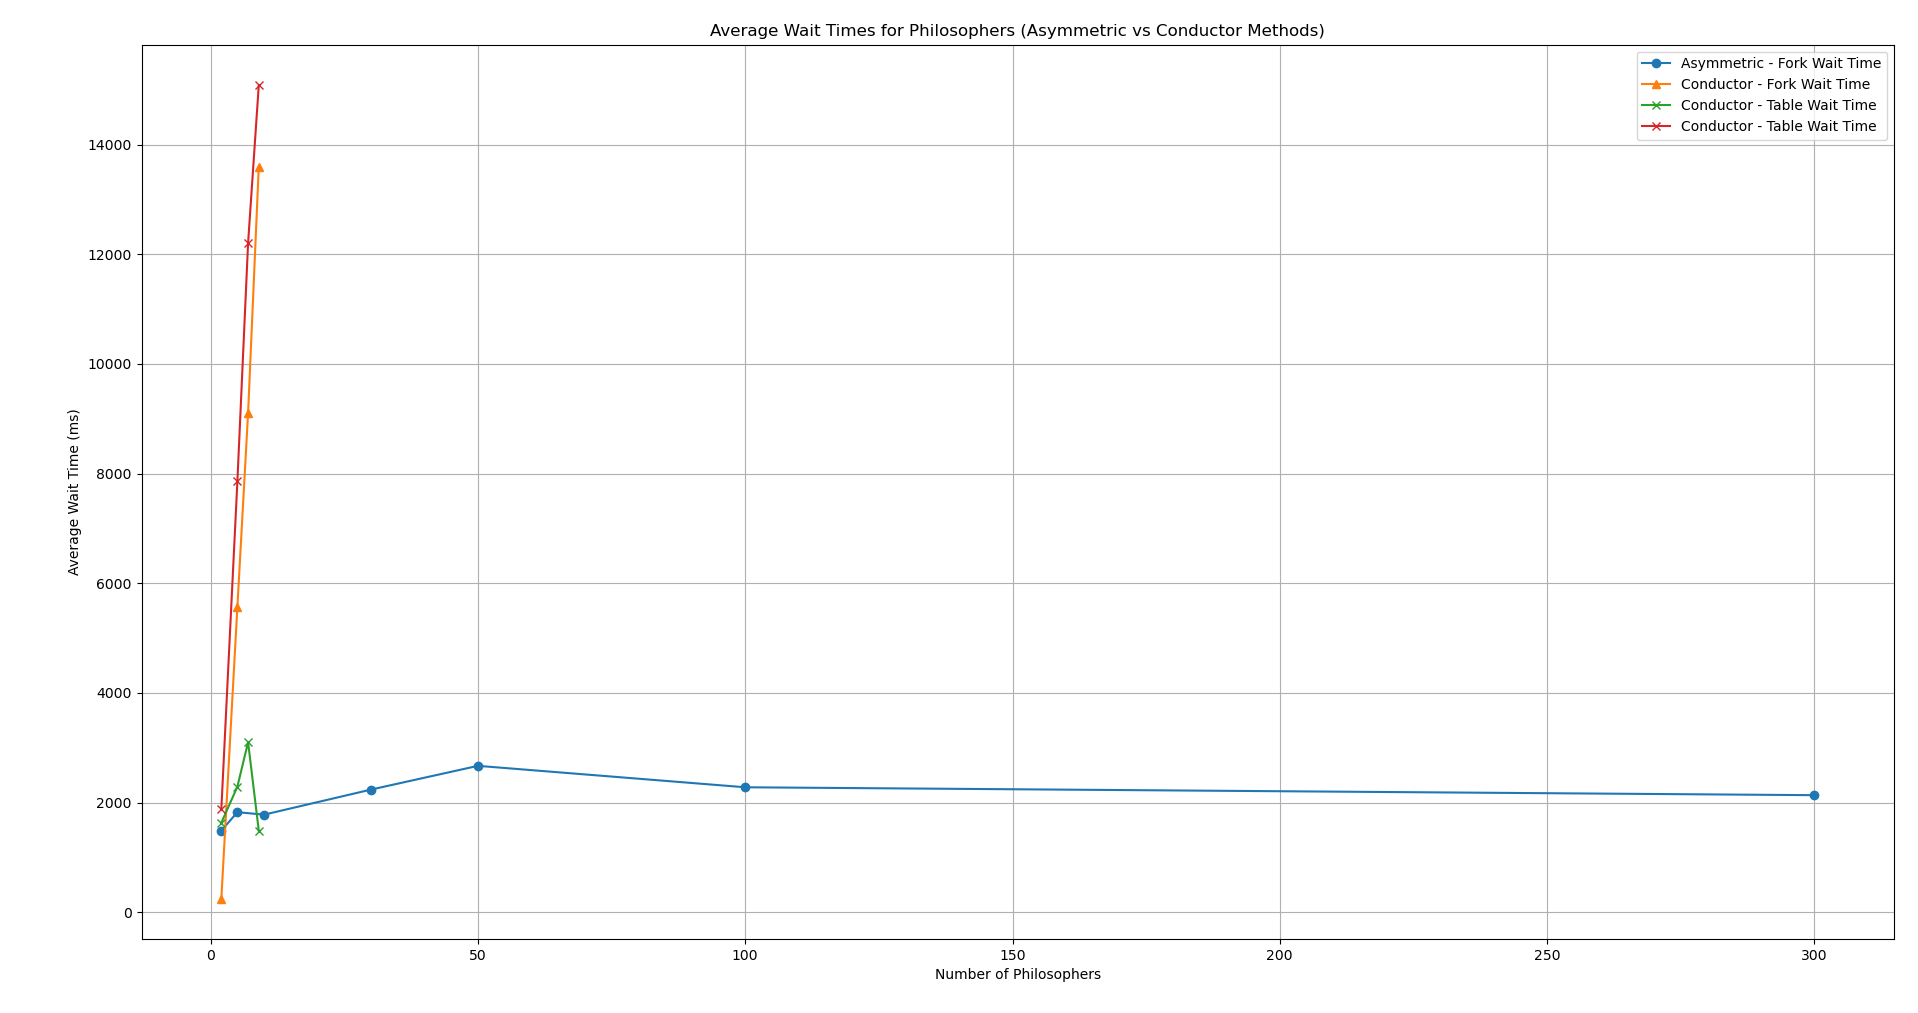 Average Wait Times for Philosophers (Asymmetric vs Conductor Methods)
Asymmetric - Fork Wait Time
Conductor - Fork Wait Time
Conductor - Table Wait Time
Conductor - Table Wait Time
Average Wait Time (ms)
14000
12000
10000
8000
6000
4000
2000
0
0 50 100 150 200 250 300
Number of Philosophers